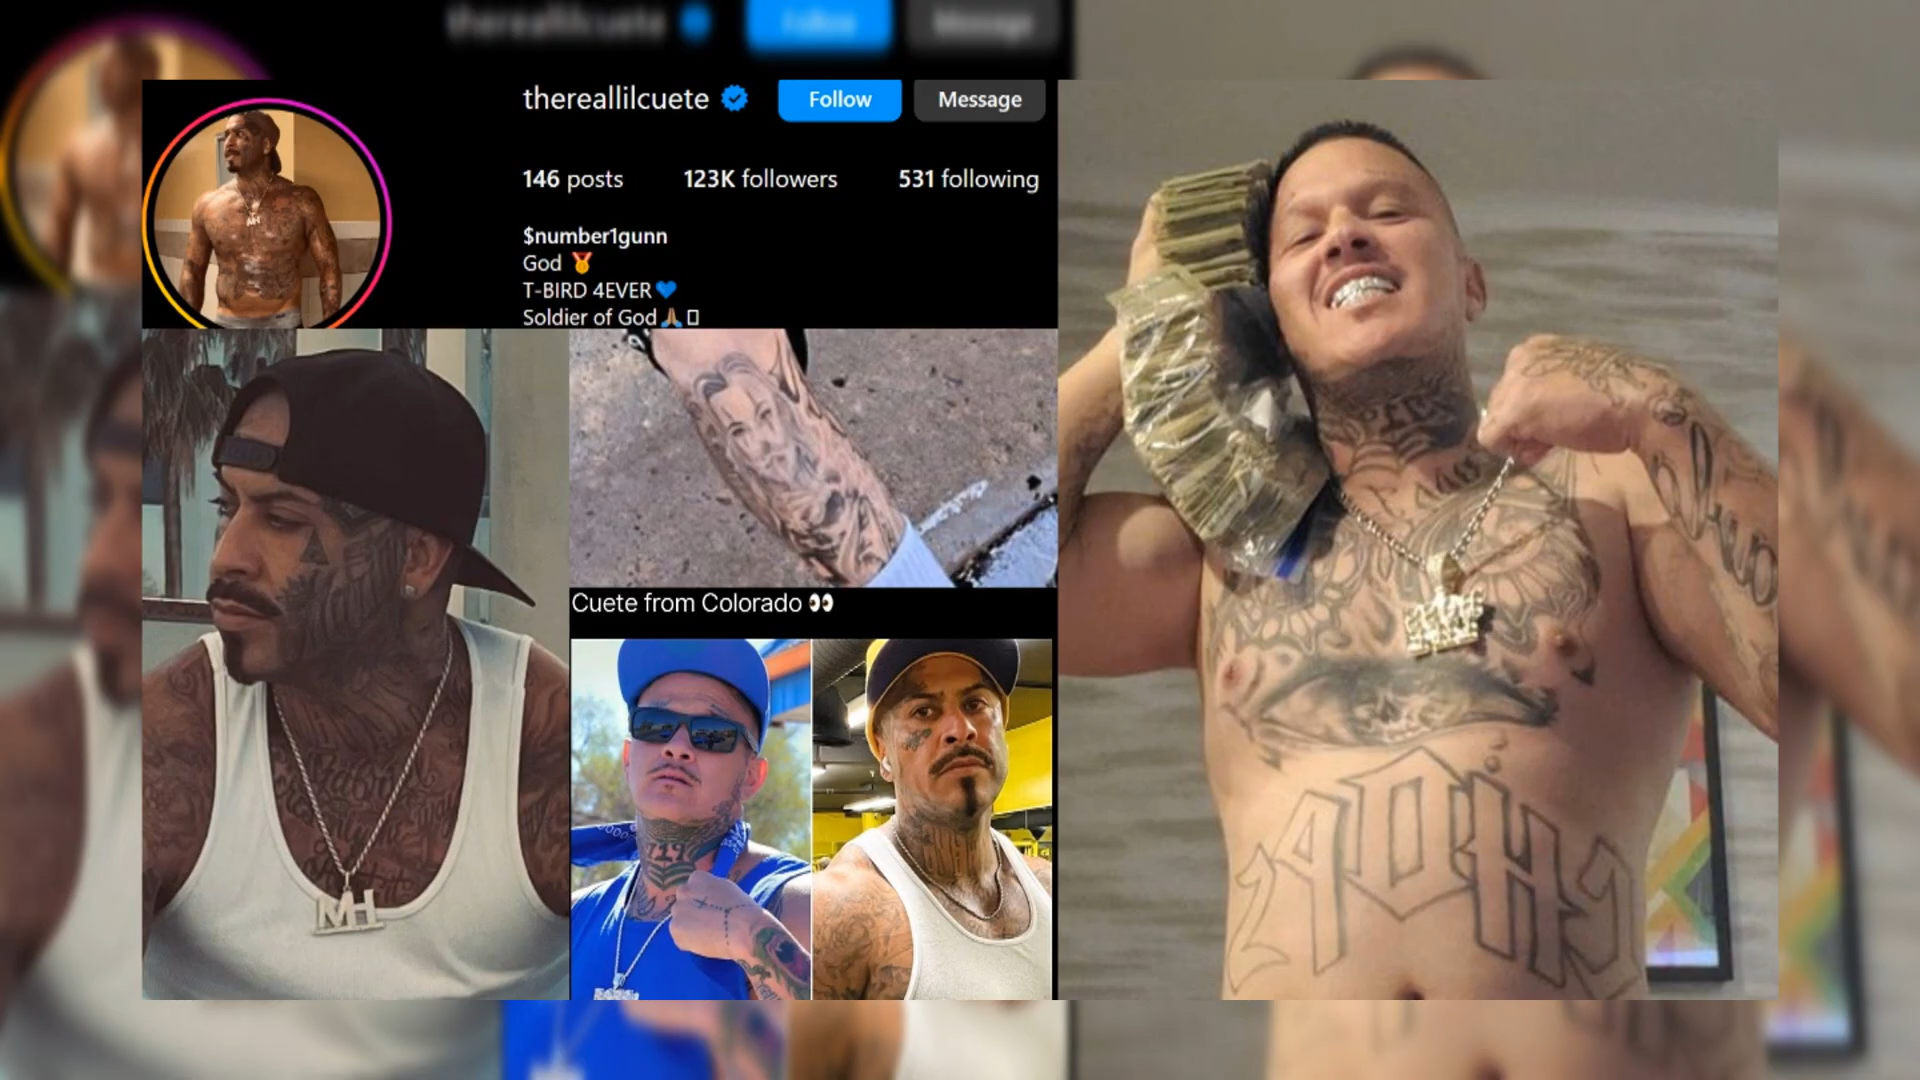 thereallilcuete
Follow
Message
146 posts
123K followers
531 following
$number1gunn
God 🏅
T-BIRD 4EVER💙
Soldier of God🙏🏽
Cuete from Colorado 👀
MH